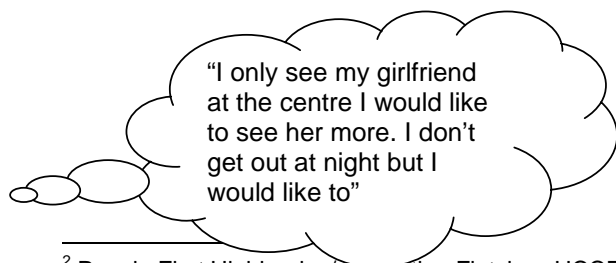 “I only see my girlfriend
at the centre I would like
to see her more. I don’t
get out at night but I
would like to”